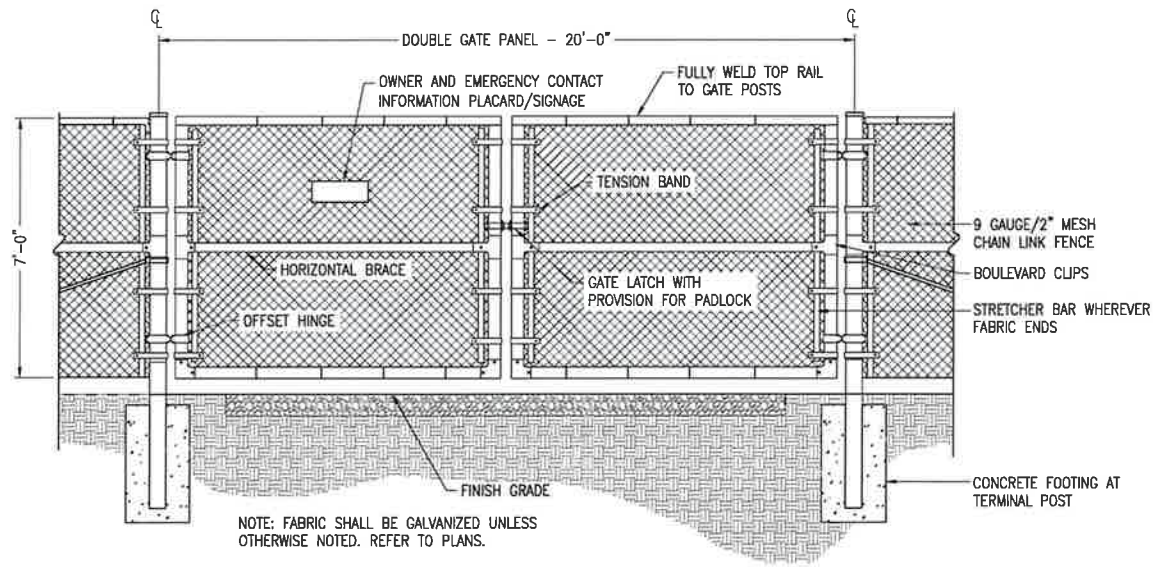 ℄
℄
DOUBLE GATE PANEL - 20'-0"
OWNER AND EMERGENCY CONTACT
INFORMATION PLACARD/SIGNAGE
FULLY WELD TOP RAIL
TO GATE POSTS
TENSION BAND
7'-0"
9 GAUGE/2" MESH
CHAIN LINK FENCE
BOULEVARD CLIPS
HORIZONTAL BRACE
GATE LATCH WITH
PROVISION FOR PADLOCK
STRETCHER BAR WHEREVER
FABRIC ENDS
OFFSET HINGE
FINISH GRADE
CONCRETE FOOTING AT
TERMINAL POST
NOTE: FABRIC SHALL BE GALVANIZED UNLESS
OTHERWISE NOTED. REFER TO PLANS.